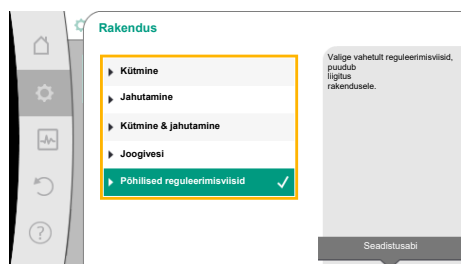 Rakendus
Kütmine
Jahutamine
Kütmine & jahutamine
Joogivesi
Põhilised reguleerimisviisid
Valige vahetult reguleerimisviisid,
puudub
liigitus
rakendusele.
Seadistusabi